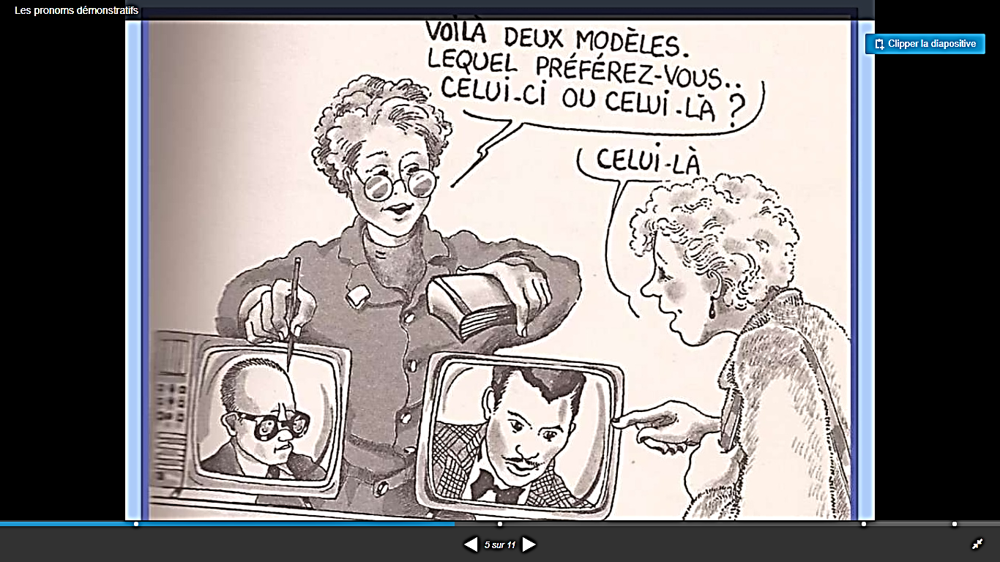 Les pronoms démonstratifs
Clipper la diapositive
VOILÀ DEUX MODÈLES.
LEQUEL PRÉFÉREZ-VOUS..
CELUI-CI OU CELUI-LÀ ?
CELUI-LÀ
5 sur 11